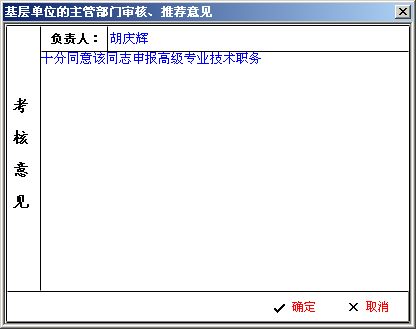 基层单位的主管部门审核、推荐意见
负责人：
胡庆辉
考核意见
十分同意该同志申报高级专业技术职务
确定
取消